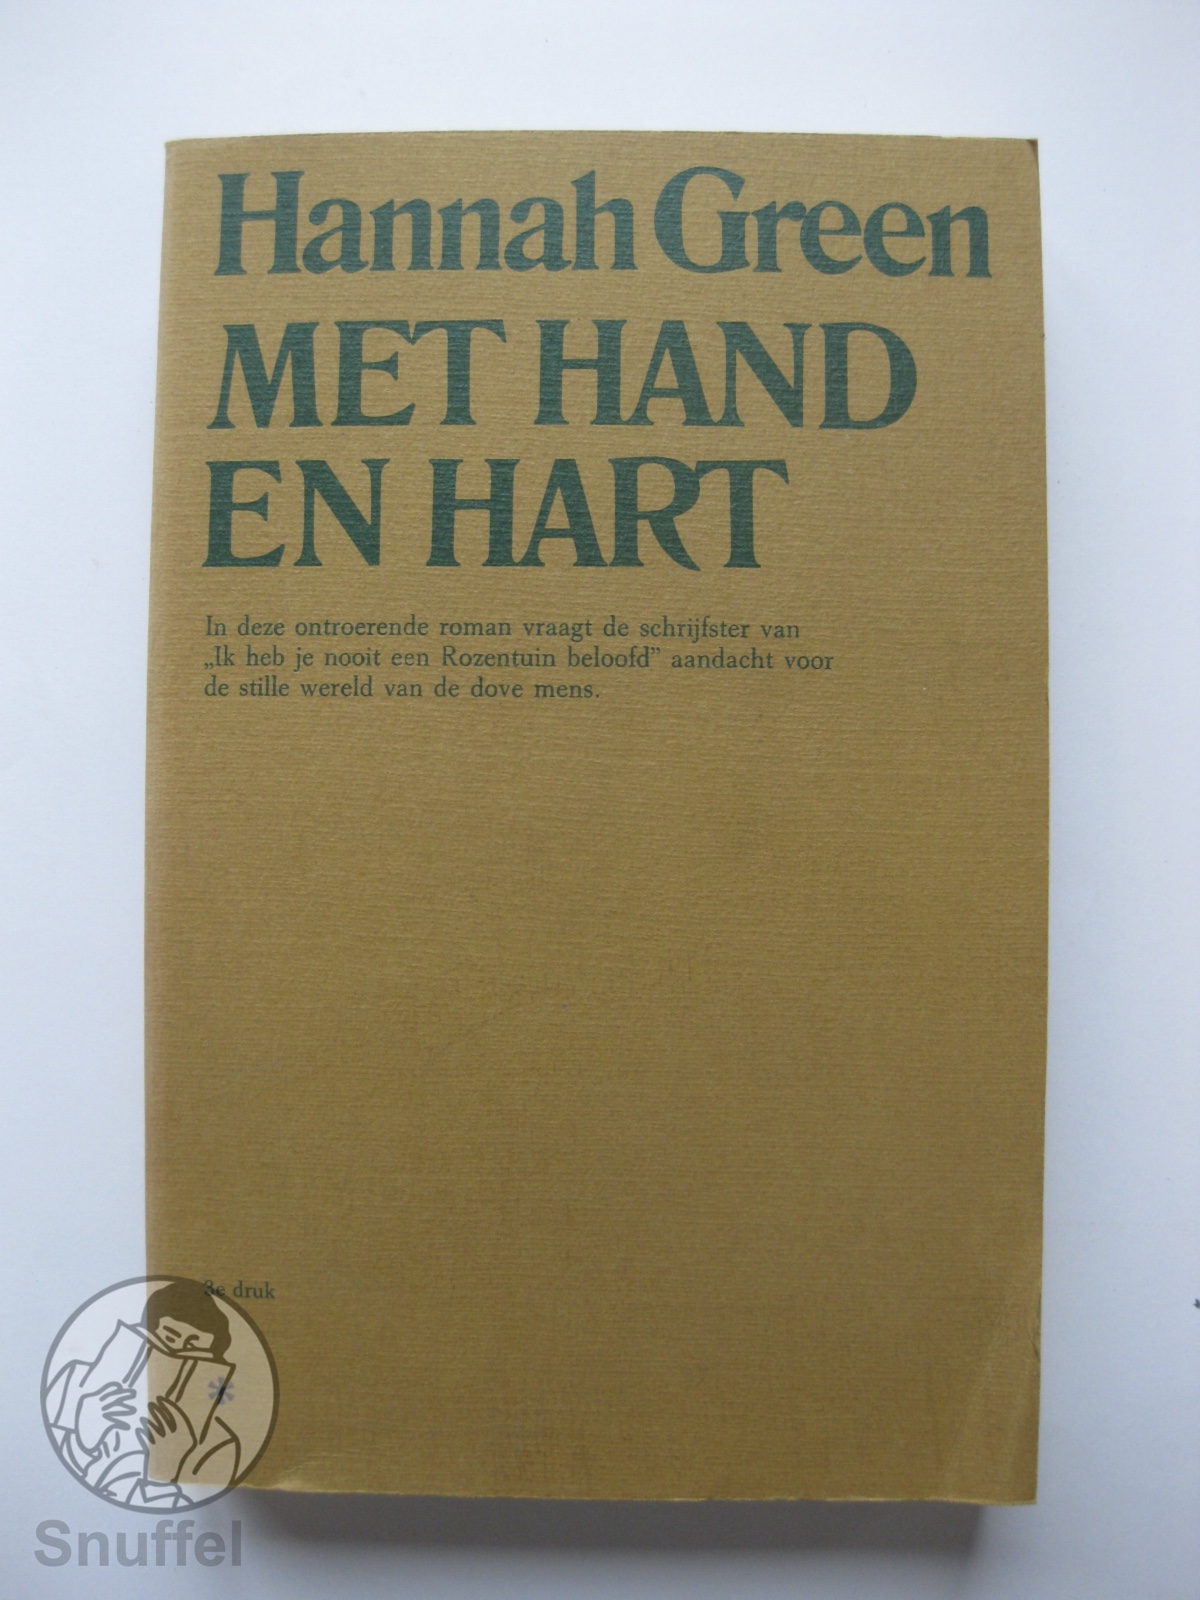 Hannah Green
MET HAND
EN HART
In deze ontroerende roman vraagt de schrijfster van
„Ik heb je nooit een Rozentuin beloofd” aandacht voor
de stille wereld van de dove mens.
3e druk
Snuffel